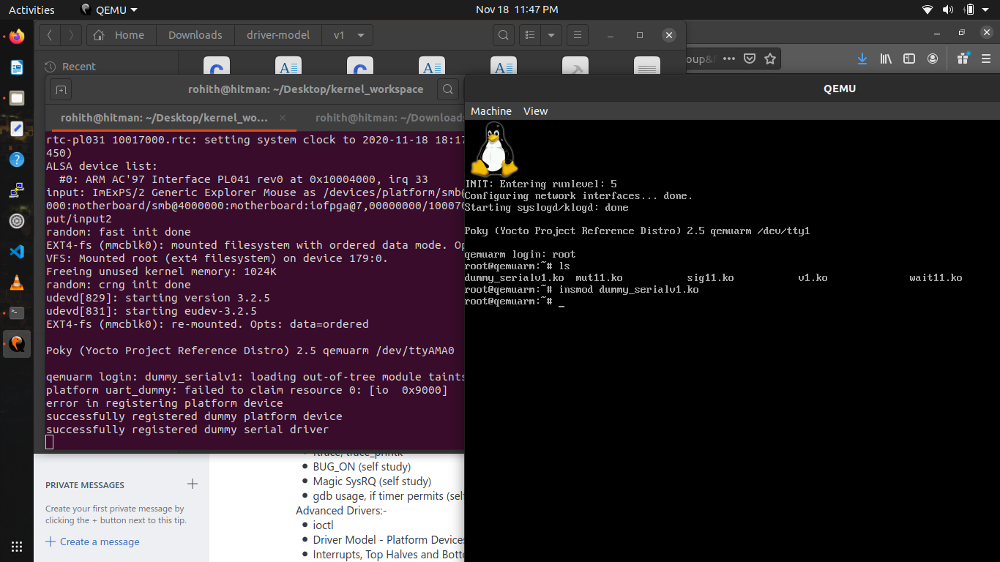 Activities
QEMU
Nov 18 11:47 PM
Home
Downloads
driver-model
v1
Recent
rohith@hitman: ~/Desktop/kernel_workspace
rohith@hitman: ~/Desktop/kernel_wo...
rohith@hitman: ~/Downloads
rtc-pl031 10017000.rtc: setting system clock to 2020-11-18 18:17
450)
ALSA device list:
#0: ARM AC'97 Interface PL041 rev0 at 0x10004000, irq 33
input: ImExPS/2 Generic Explorer Mouse as /devices/platform/smb@
000:motherboard/smb@4000000:motherboard:iofpga@7,00000000/10007
put/input2
random: fast init done
EXT4-fs (mmcblk0): mounted filesystem with ordered data mode. Op
VFS: Mounted root (ext4 filesystem) on device 179:0.
Freeing unused kernel memory: 1024K
random: crng init done
udevd[829]: starting version 3.2.5
udevd[831]: starting eudev-3.2.5
EXT4-fs (mmcblk0): re-mounted. Opts: data=ordered
Poky (Yocto Project Reference Distro) 2.5 qemuarm /dev/ttyAMA0
qemuarm login: dummy_serialv1: loading out-of-tree module taints
platform uart_dummy: failed to claim resource 0: [io  0x9000]
error in registering platform device
successfully registered dummy platform device
successfully registered dummy serial driver
QEMU
Machine View
INIT: Entering runlevel: 5
Configuring network interfaces... done.
Starting syslogd/klogd: done
Poky (Yocto Project Reference Distro) 2.5 qemuarm /dev/tty1
qemuarm login: root
root@qemuarm:~# ls
dummy_serialv1.ko mut11.ko sig11.ko v1.ko wait11.ko
root@qemuarm:~# insmod dummy_serialv1.ko
root@qemuarm:~# _
PRIVATE MESSAGES
Create your first private message by
clicking the + button next to this tip.
Create a message
• BUG_ON (self study)
• Magic SysRQ (self study)
• gdb usage, if timer permits (sel
Advanced Drivers:-
• ioctl
• Driver Model - Platform Devices
• Interrupts, Top Halves and Botto